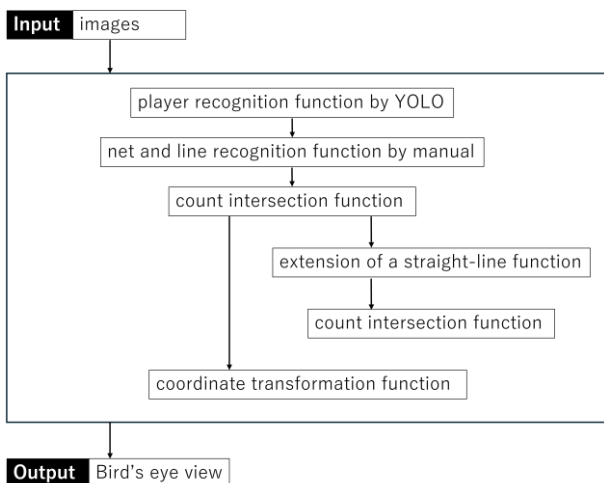 Input images
player recognition function by YOLO
net and line recognition function by manual
count intersection function
extension of a straight-line function
count intersection function
coordinate transformation function
Output Bird's eye view